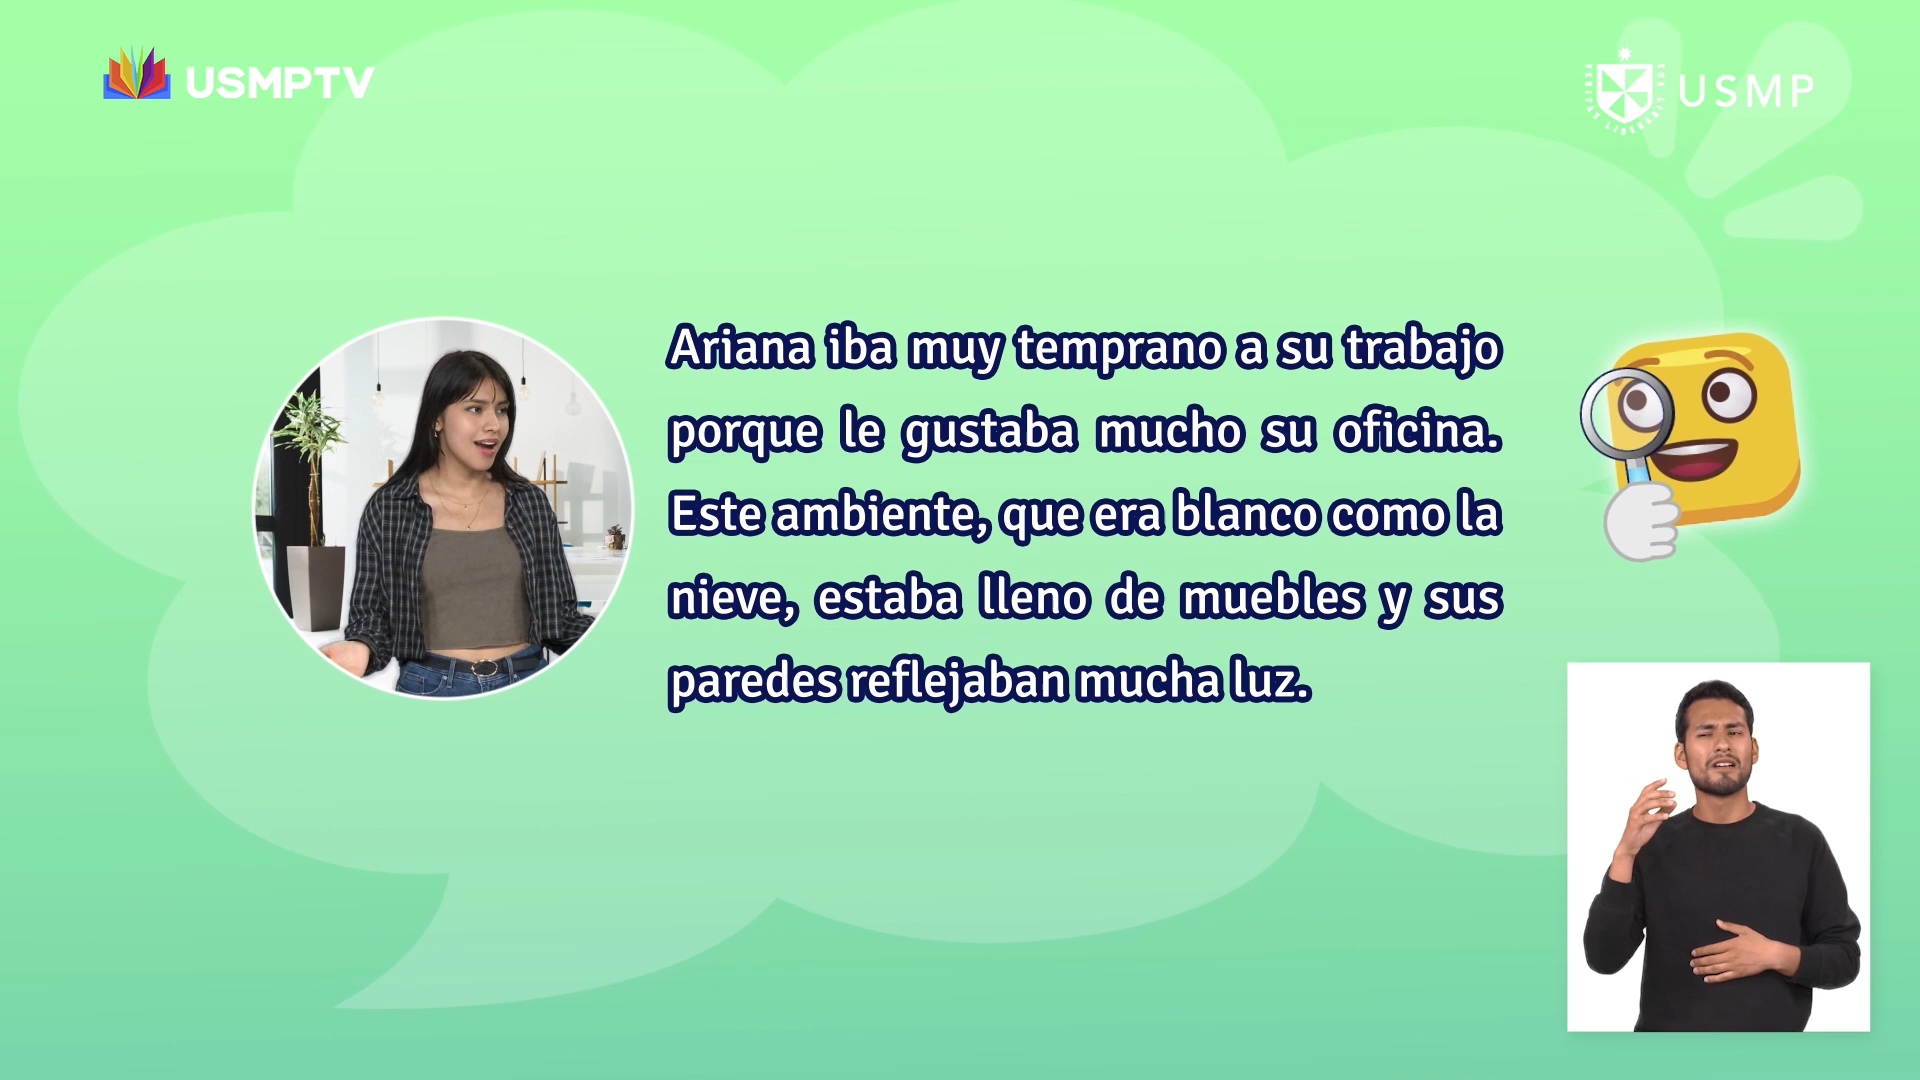 USMPTV
USMP
Ariana iba muy temprano a su trabajo
porque le gustaba mucho su oficina.
Este ambiente, que era blanco como la
nieve, estaba lleno de muebles y sus
paredes reflejaban mucha luz.